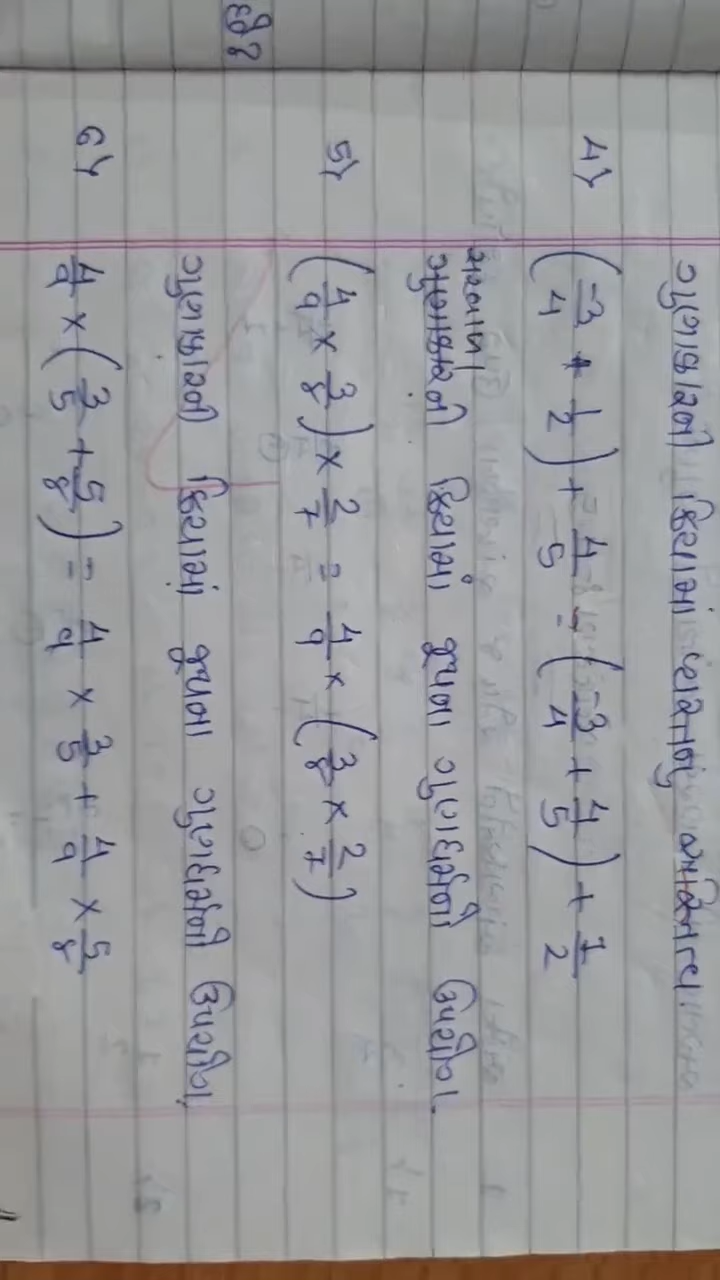 છે ?
ગુણાકારની ક્રિયામાં
4) (-3/4 + 1/2) + 4/5 = (-3/4 + 4/5) + 1/2
સરવાળા
ગુણાકારની ક્રિયામાં જૂથના ગુણધર્મનો ઉપયોગ.
5) (4/9 × 3/8) × 2/7 = 4/9 × (3/8 × 2/7)
ગુણાકારની ક્રિયામાં જૂથના ગુણધર્મનો ઉપયોગ.
6) 4/9 × (3/5 + 5/8) = 4/9 × 3/5 + 4/9 × 5/8